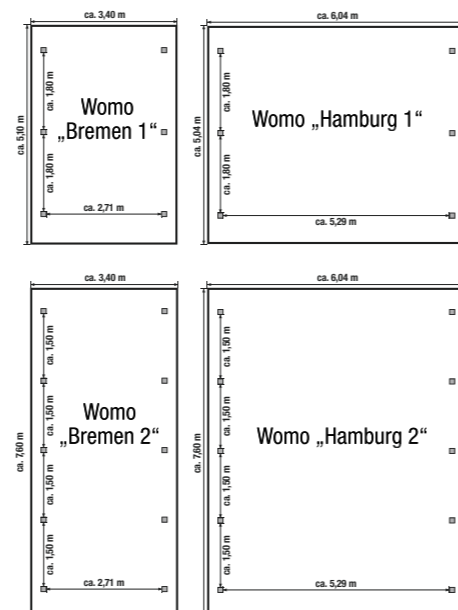 ca. 3,40 m
ca. 5,10 m
ca. 1,80 m
ca. 1,80 m
Womo
„Bremen 1“
ca. 2,71 m
ca. 6,04 m
ca. 5,04 m
ca. 1,80 m
ca. 1,80 m
Womo „Hamburg 1“
ca. 5,29 m
ca. 3,40 m
ca. 7,60 m
ca. 1,50 m
ca. 1,50 m
ca. 1,50 m
ca. 1,50 m
Womo
„Bremen 2“
ca. 2,71 m
ca. 6,04 m
ca. 7,60 m
ca. 1,50 m
ca. 1,50 m
ca. 1,50 m
ca. 1,50 m
Womo „Hamburg 2“
ca. 5,29 m